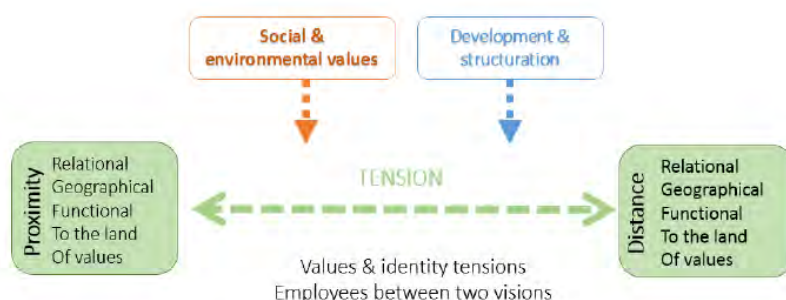 Social &
environmental values
Development &
structuration
Proximity
Relational
Geographical
Functional
To the land
Of values
TENSION
Distance
Relational
Geographical
Functional
To the land
Of values
Values & identity tensions
Employees between two visions